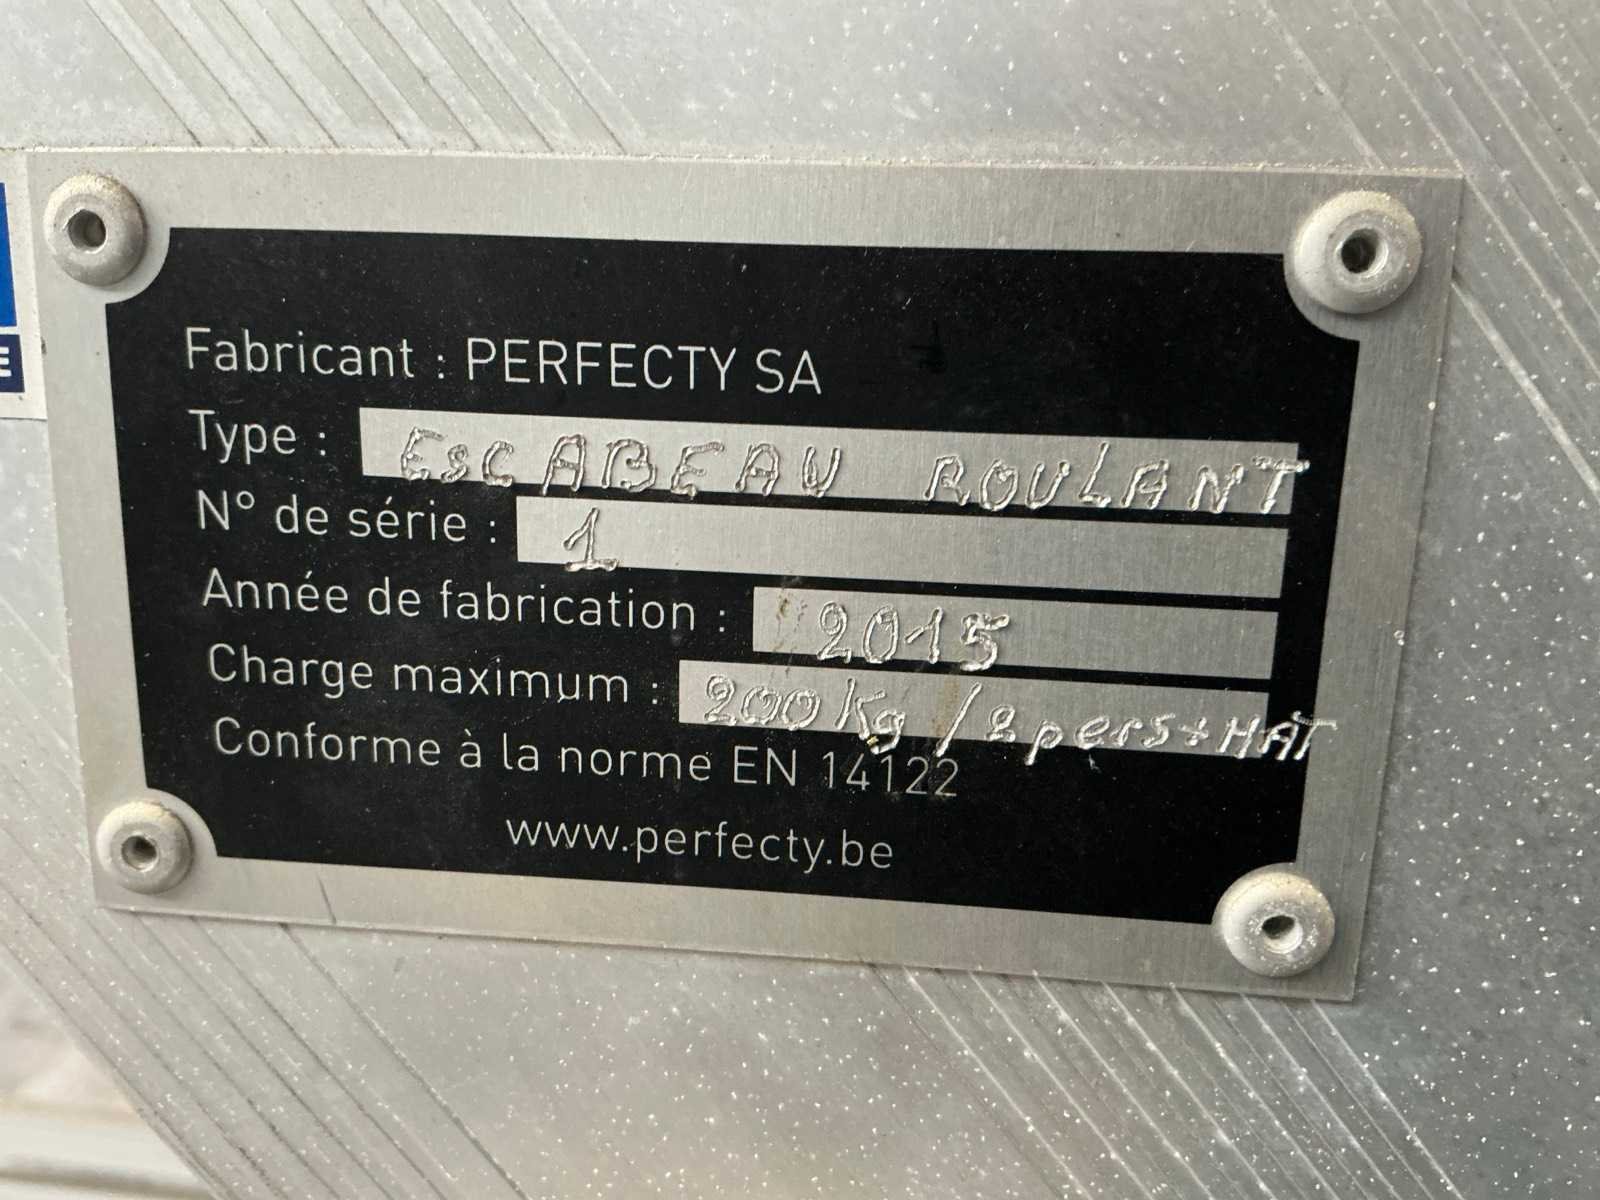 Fabricant : PERFECTY SA
Type : ESCABEAU ROULANT
N° de série : 1
Année de fabrication : 2015
Charge maximum : 200 Kg / 2 pers + MAT
Conforme à la norme EN 14122
www.perfecty.be
E